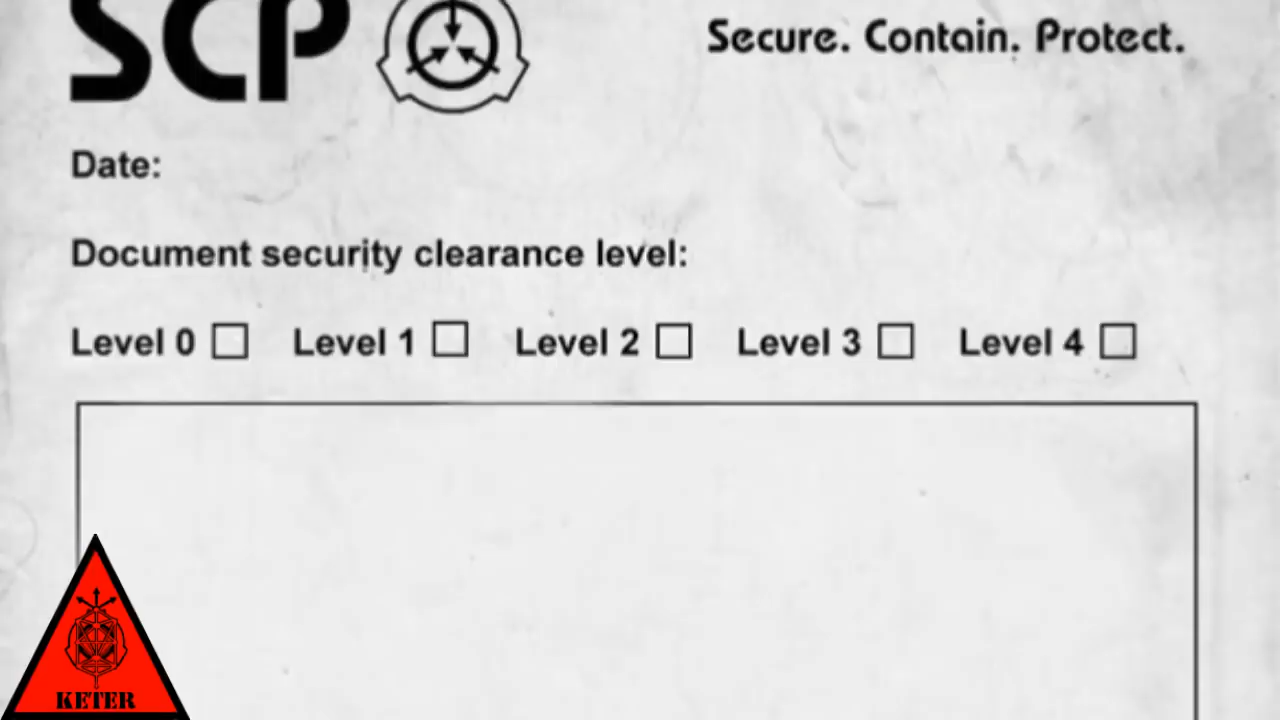 SCP Secure. Contain. Protect.
Date:
Document security clearance level:
Level 0 Level 1 Level 2 Level 3 Level 4
KETER